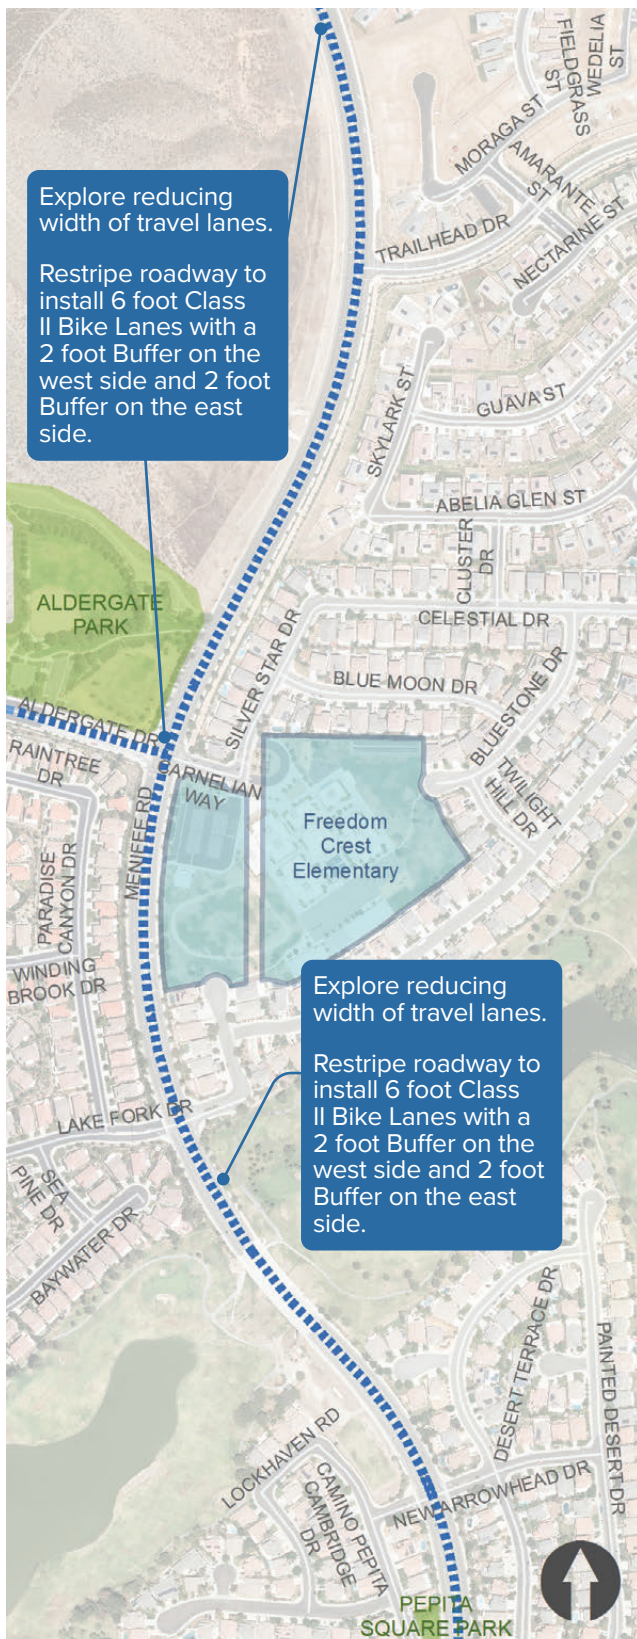 WEDELIA
ST
FIELDGRASS
ST
MORAGA ST
AMARANTE
ST
TRAILHEAD DR
NECTARINE ST
Explore reducing
width of travel lanes.
Restripe roadway to
install 6 foot Class
II Bike Lanes with a
2 foot Buffer on the
west side and 2 foot
Buffer on the east
side.
SKYLARK ST
GUAVA ST
ABELIA GLEN ST
CLUSTER
DR
ALDERGATE
PARK
CELESTIAL DR
SILVER STAR DR
BLUE MOON DR
BLUESTONE DR
ALDERGATE DR
RAINTREE
DR
CARNELIAN
WAY
TWILIGHT
HILL DR
MENIFEE RD
Freedom
Crest
Elementary
PARADISE
CANYON DR
WINDING
BROOK DR
Explore reducing
width of travel lanes.
Restripe roadway to
install 6 foot Class
II Bike Lanes with a
2 foot Buffer on the
west side and 2 foot
Buffer on the east
side.
LAKE FORK DR
SEA
PINE DR
BAYWATER DR
DESERT TERRACE DR
PAINTED DESERT DR
LOCKHAVEN RD
NEW ARROWHEAD DR
CAMINO PEPITA
CAMBRIDGE
DR
PEPITA
SQUARE PARK